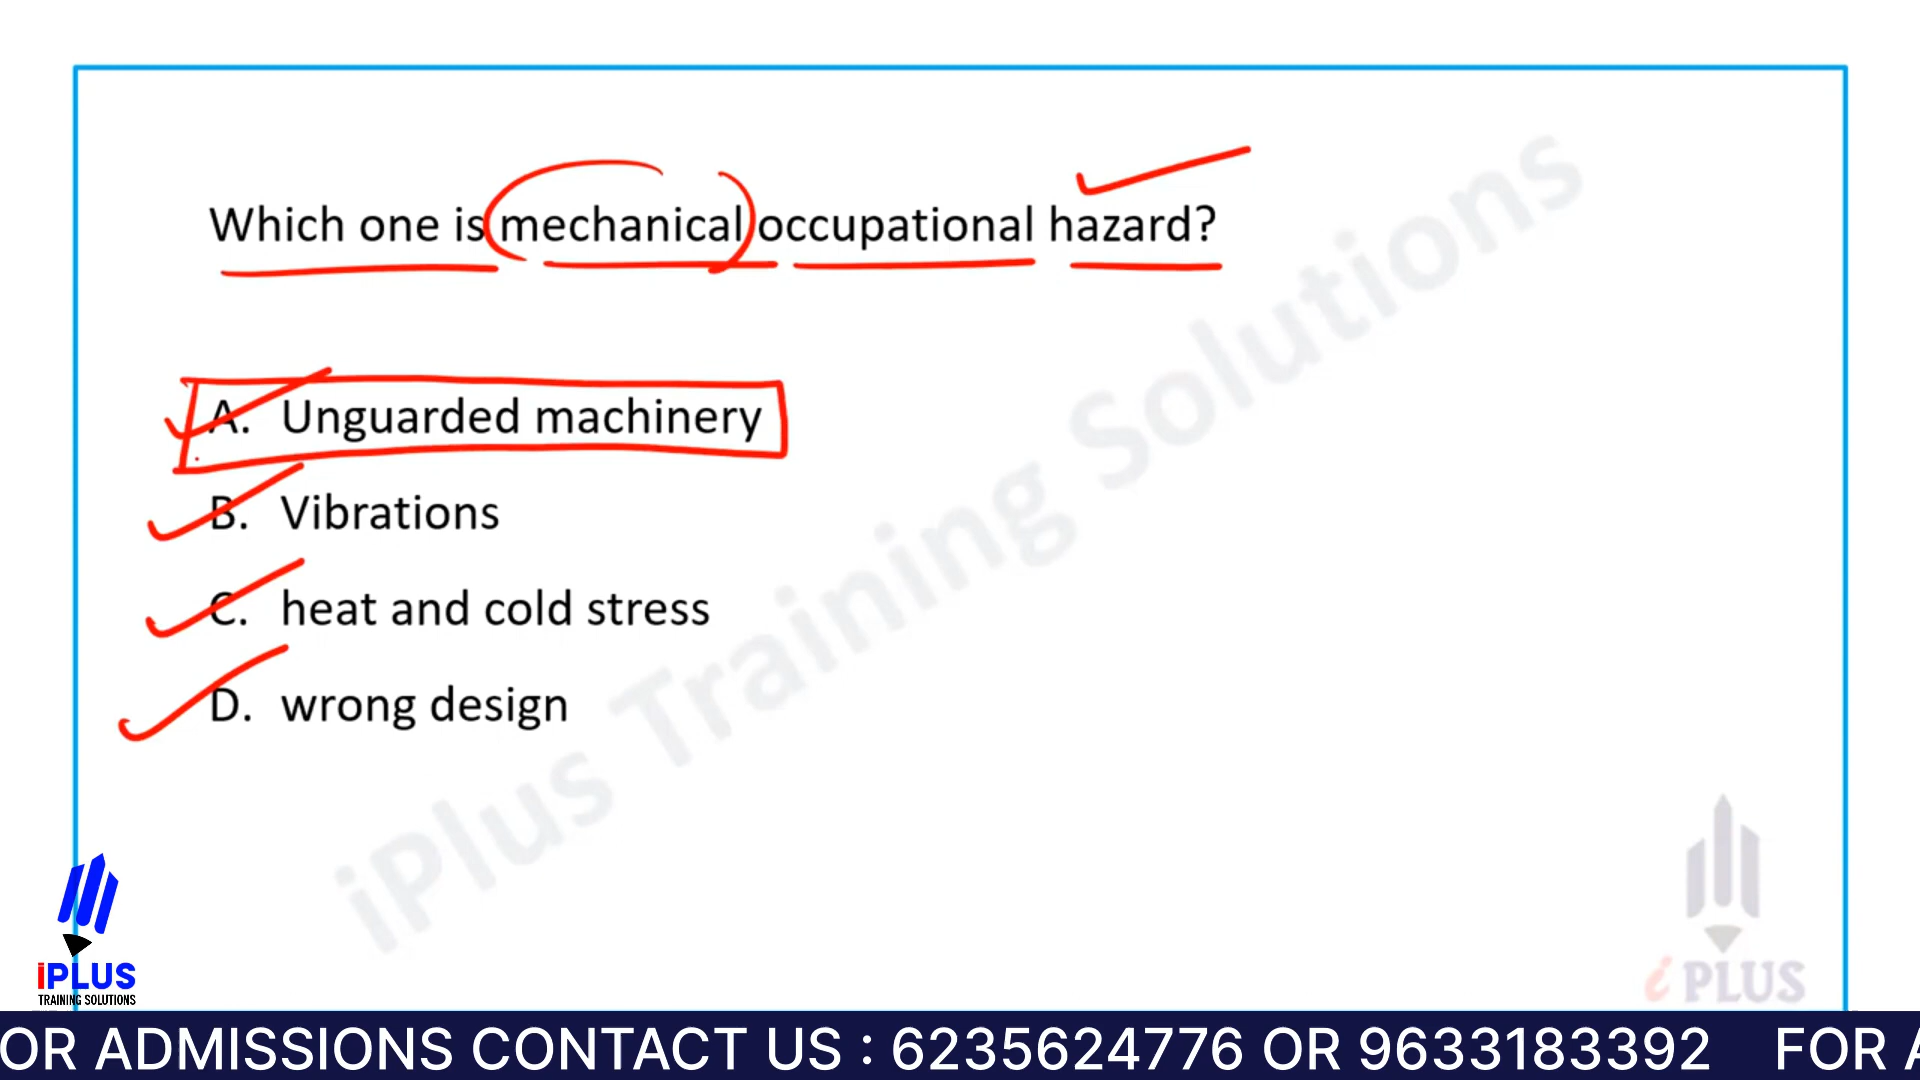 Which one is mechanical occupational hazard?
A. Unguarded machinery
B. Vibrations
C. heat and cold stress
D. wrong design
iPlus Training Solutions
iPLUS
TRAINING SOLUTIONS
i PLUS
OR ADMISSIONS CONTACT US : 6235624776 OR 9633183392 FOR A